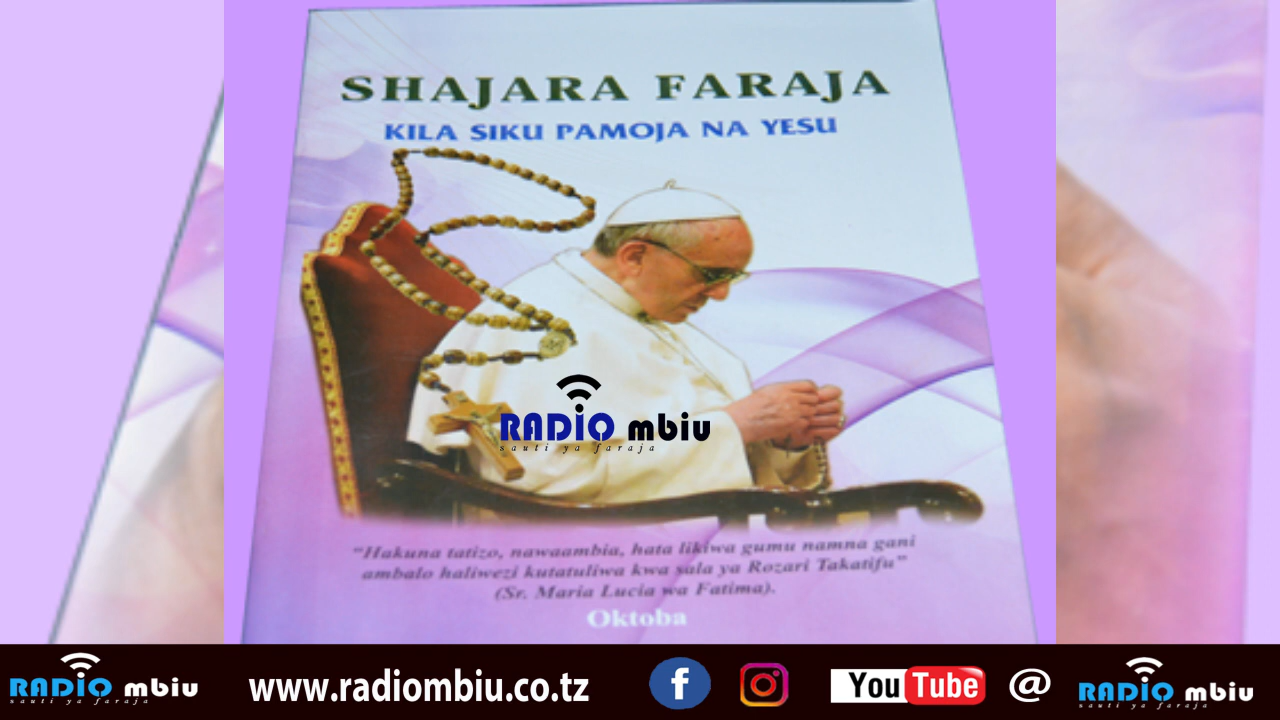 SHAJARA FARAJA
KILA SIKU PAMOJA NA YESU
RADIO mbiu
sauti ya faraja
“Hakuna tatizo, nawaambia, hata likiwa gumu namna gani
ambalo haliwezi kutatuliwa kwa sala ya Rozari Takatifu”
(Sr. Maria Lucia wa Fatima).
Oktoba
RADIO mbiu
sauti ya faraja
www.radiombiu.co.tz
f
YouTube
@
RADIO mbiu
sauti ya faraja